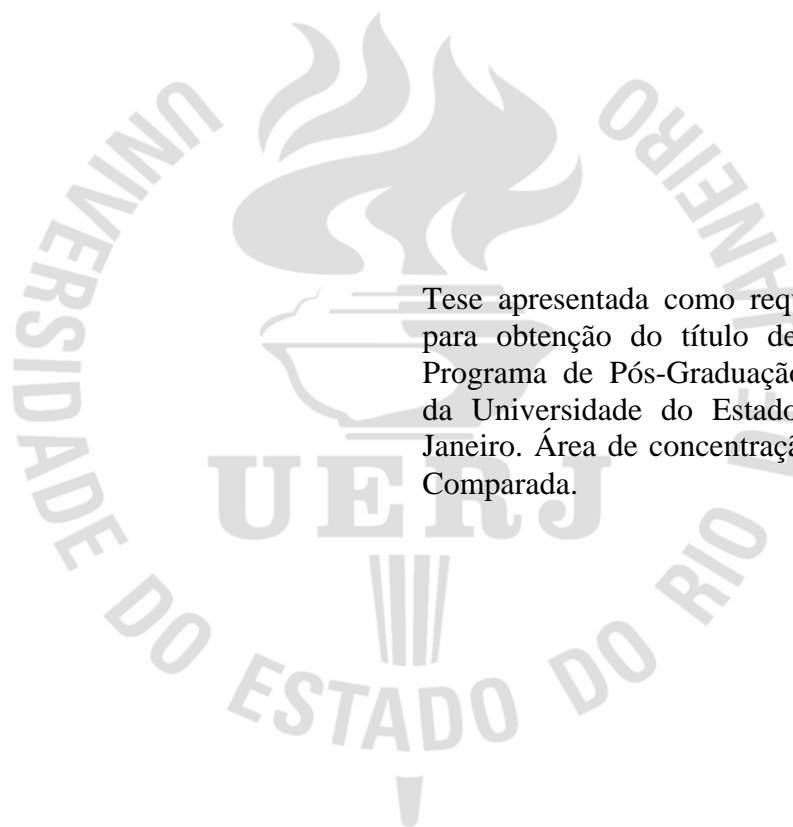 UNIVERSIDADE DO ESTADO DO RIO DE JANEIRO
UERJ
Tese apresentada como req
para obtenção do título de
Programa de Pós-Graduação
da Universidade do Estado
Janeiro. Área de concentraç
Comparada.